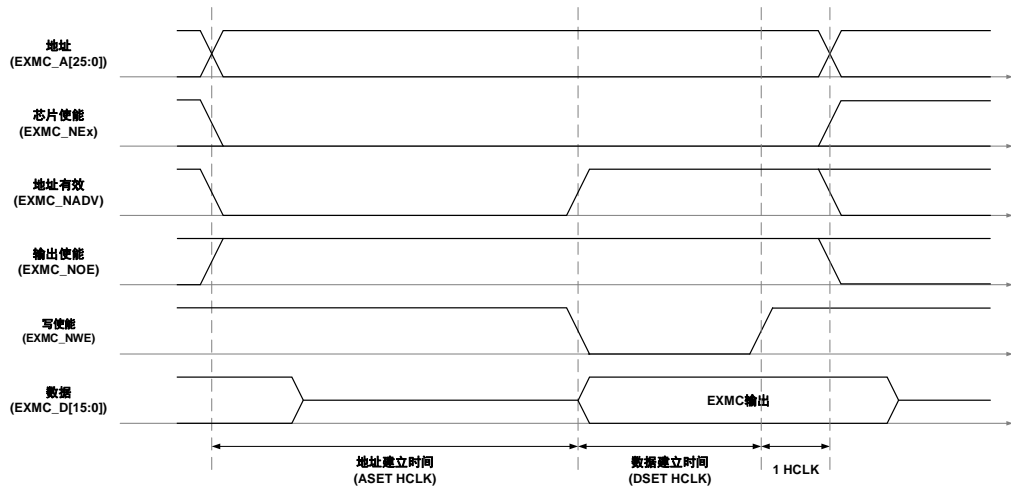 地址
(EXMC_A[25:0])
芯片使能
(EXMC_NEx)
地址有效
(EXMC_NADV)
输出使能
(EXMC_NOE)
写使能
(EXMC_NWE)
数据
(EXMC_D[15:0])
EXMC输出
地址建立时间
(ASET HCLK)
数据建立时间
(DSET HCLK)
1 HCLK